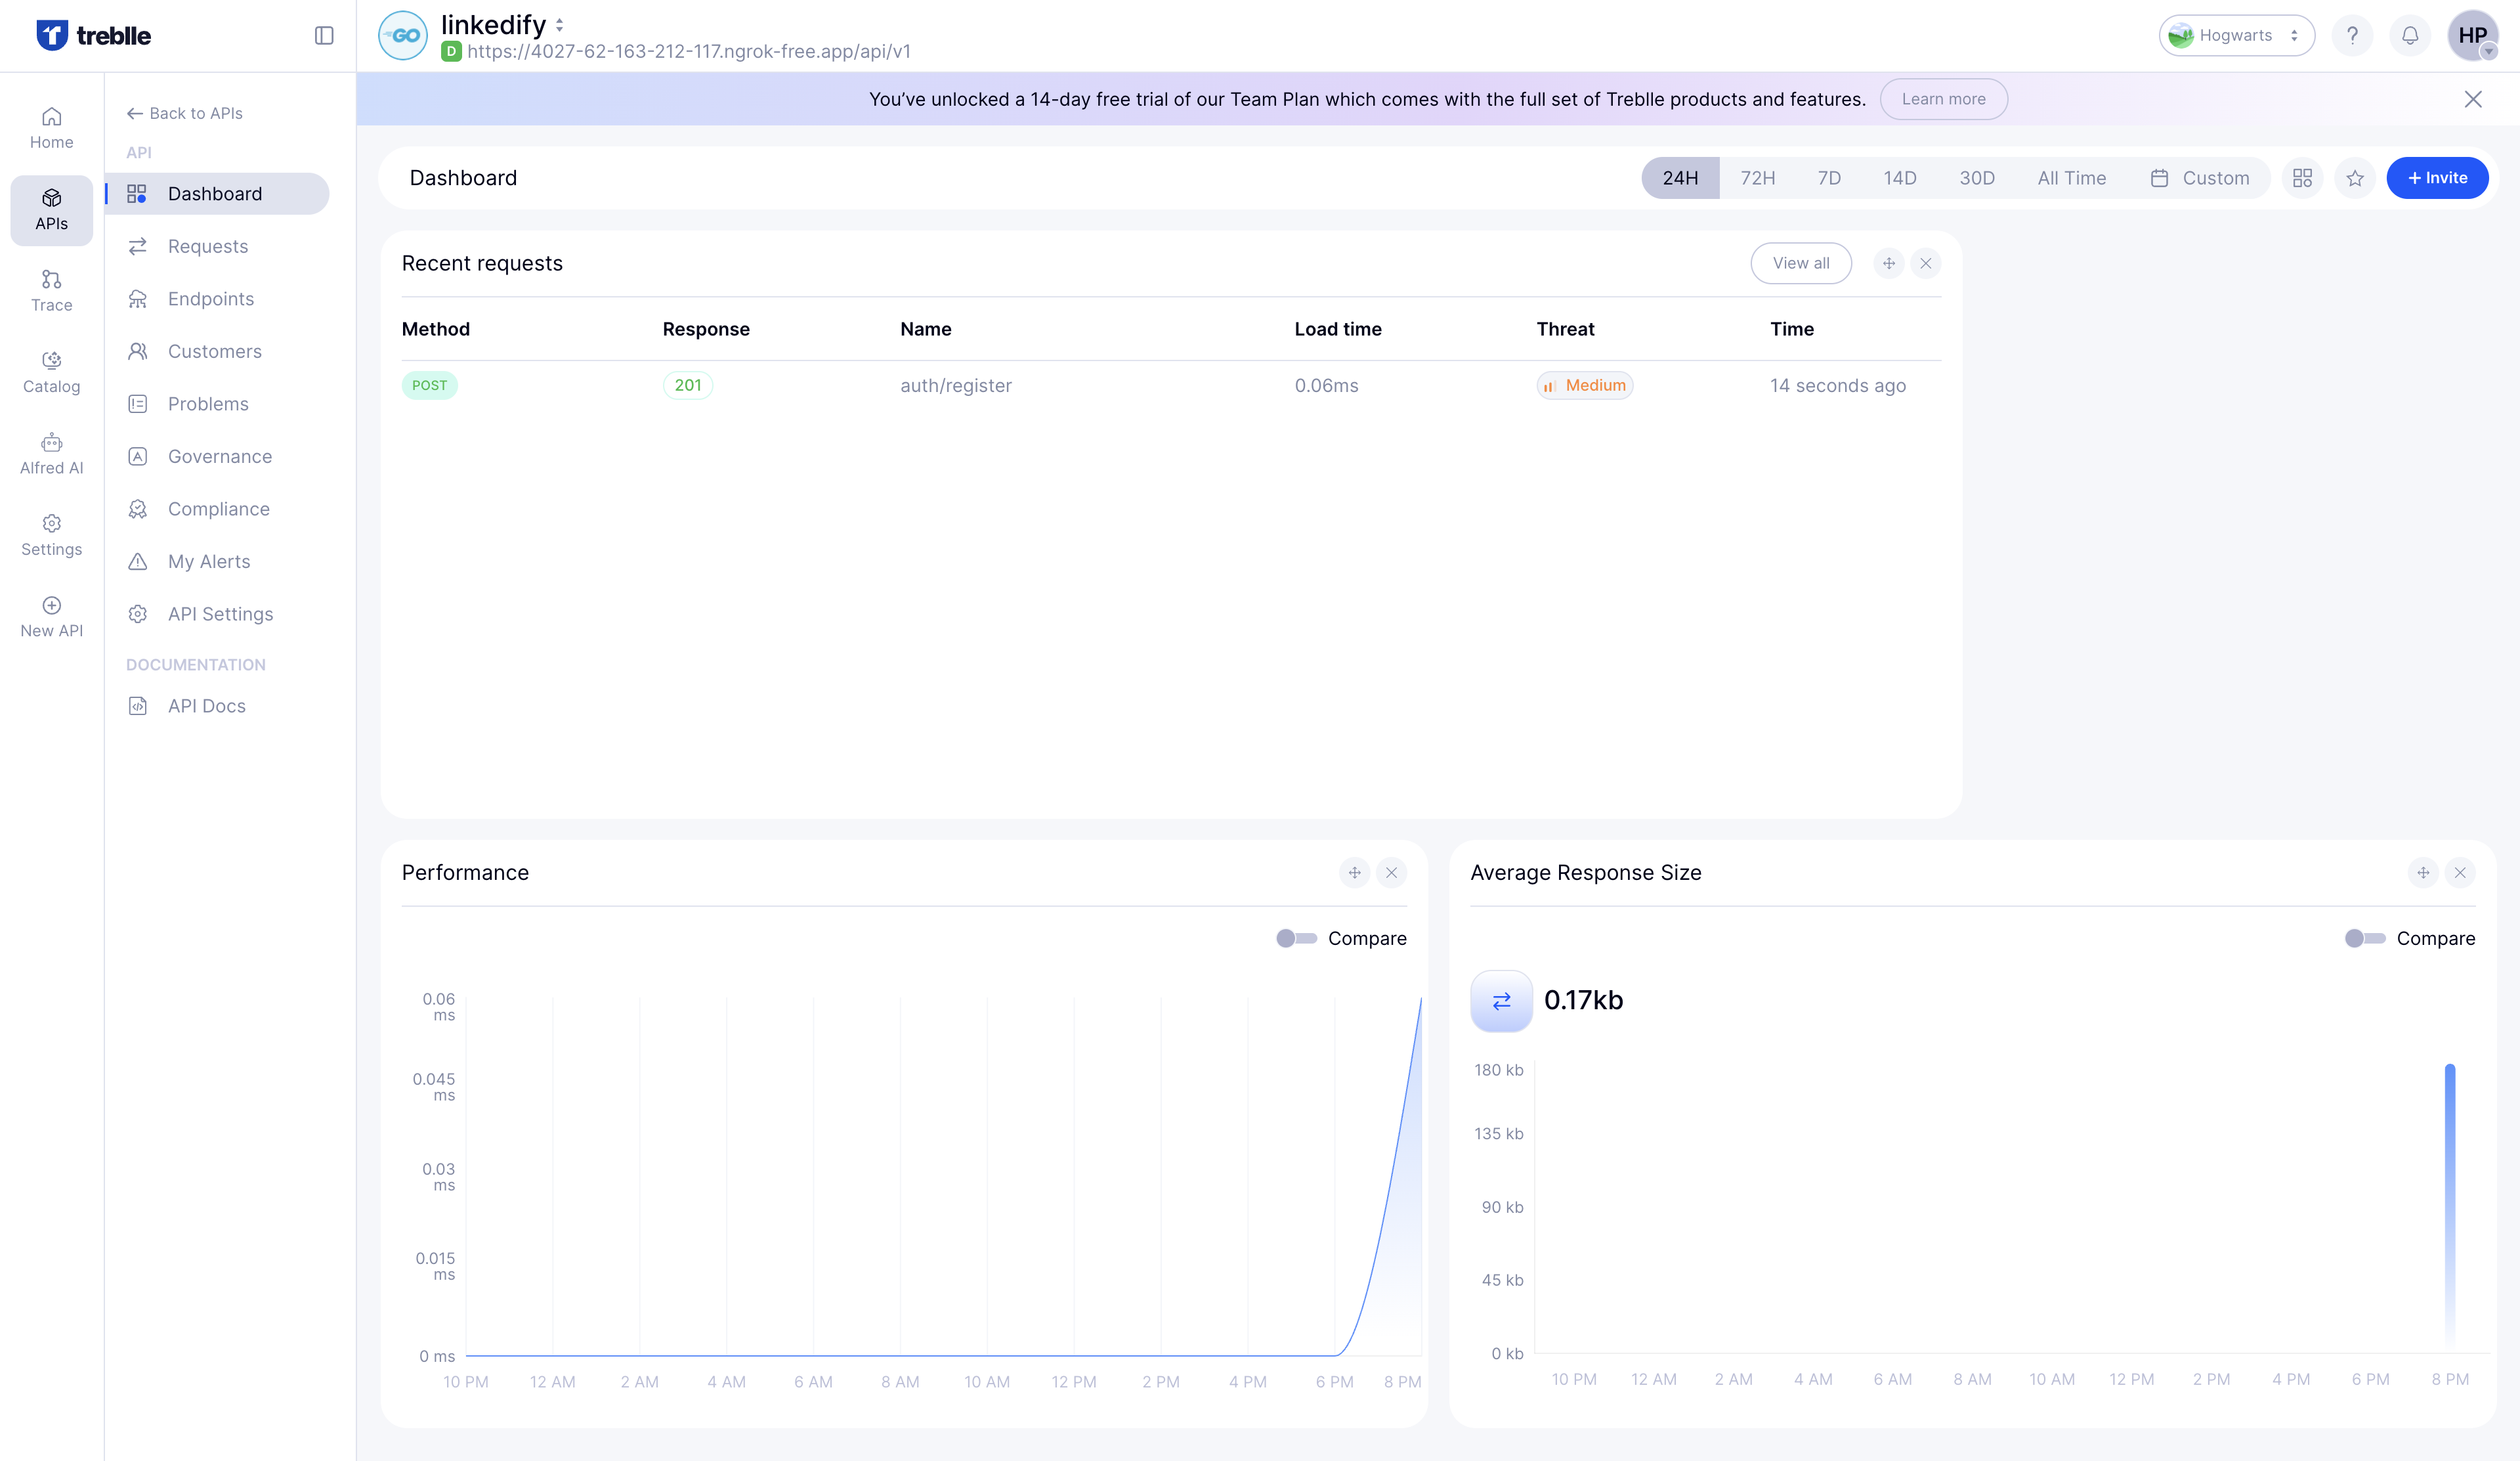 treblle
GO
linkedify
D https://4027-62-163-212-117.ngrok-free.app/api/v1
Hogwarts
?
HP
You've unlocked a 14-day free trial of our Team Plan which comes with the full set of Treblle products and features. Learn more
Home
APIs
Trace
Catalog
Alfred AI
Settings
New API
Back to APIs
API
Dashboard
Requests
Endpoints
Customers
Problems
Governance
Compliance
My Alerts
API Settings
DOCUMENTATION
API Docs
Dashboard
24H 72H 7D 14D 30D All Time Custom
+ Invite
Recent requests
View all
Method Response Name Load time Threat Time
POST 201 auth/register 0.06ms Medium 14 seconds ago
Performance
Compare
0.06
ms
0.045
ms
0.03
ms
0.015
ms
0 ms
10 PM 12 AM 2 AM 4 AM 6 AM 8 AM 10 AM 12 PM 2 PM 4 PM 6 PM 8 PM
Average Response Size
Compare
0.17kb
180 kb
135 kb
90 kb
45 kb
0 kb
10 PM 12 AM 2 AM 4 AM 6 AM 8 AM 10 AM 12 PM 2 PM 4 PM 6 PM 8 PM